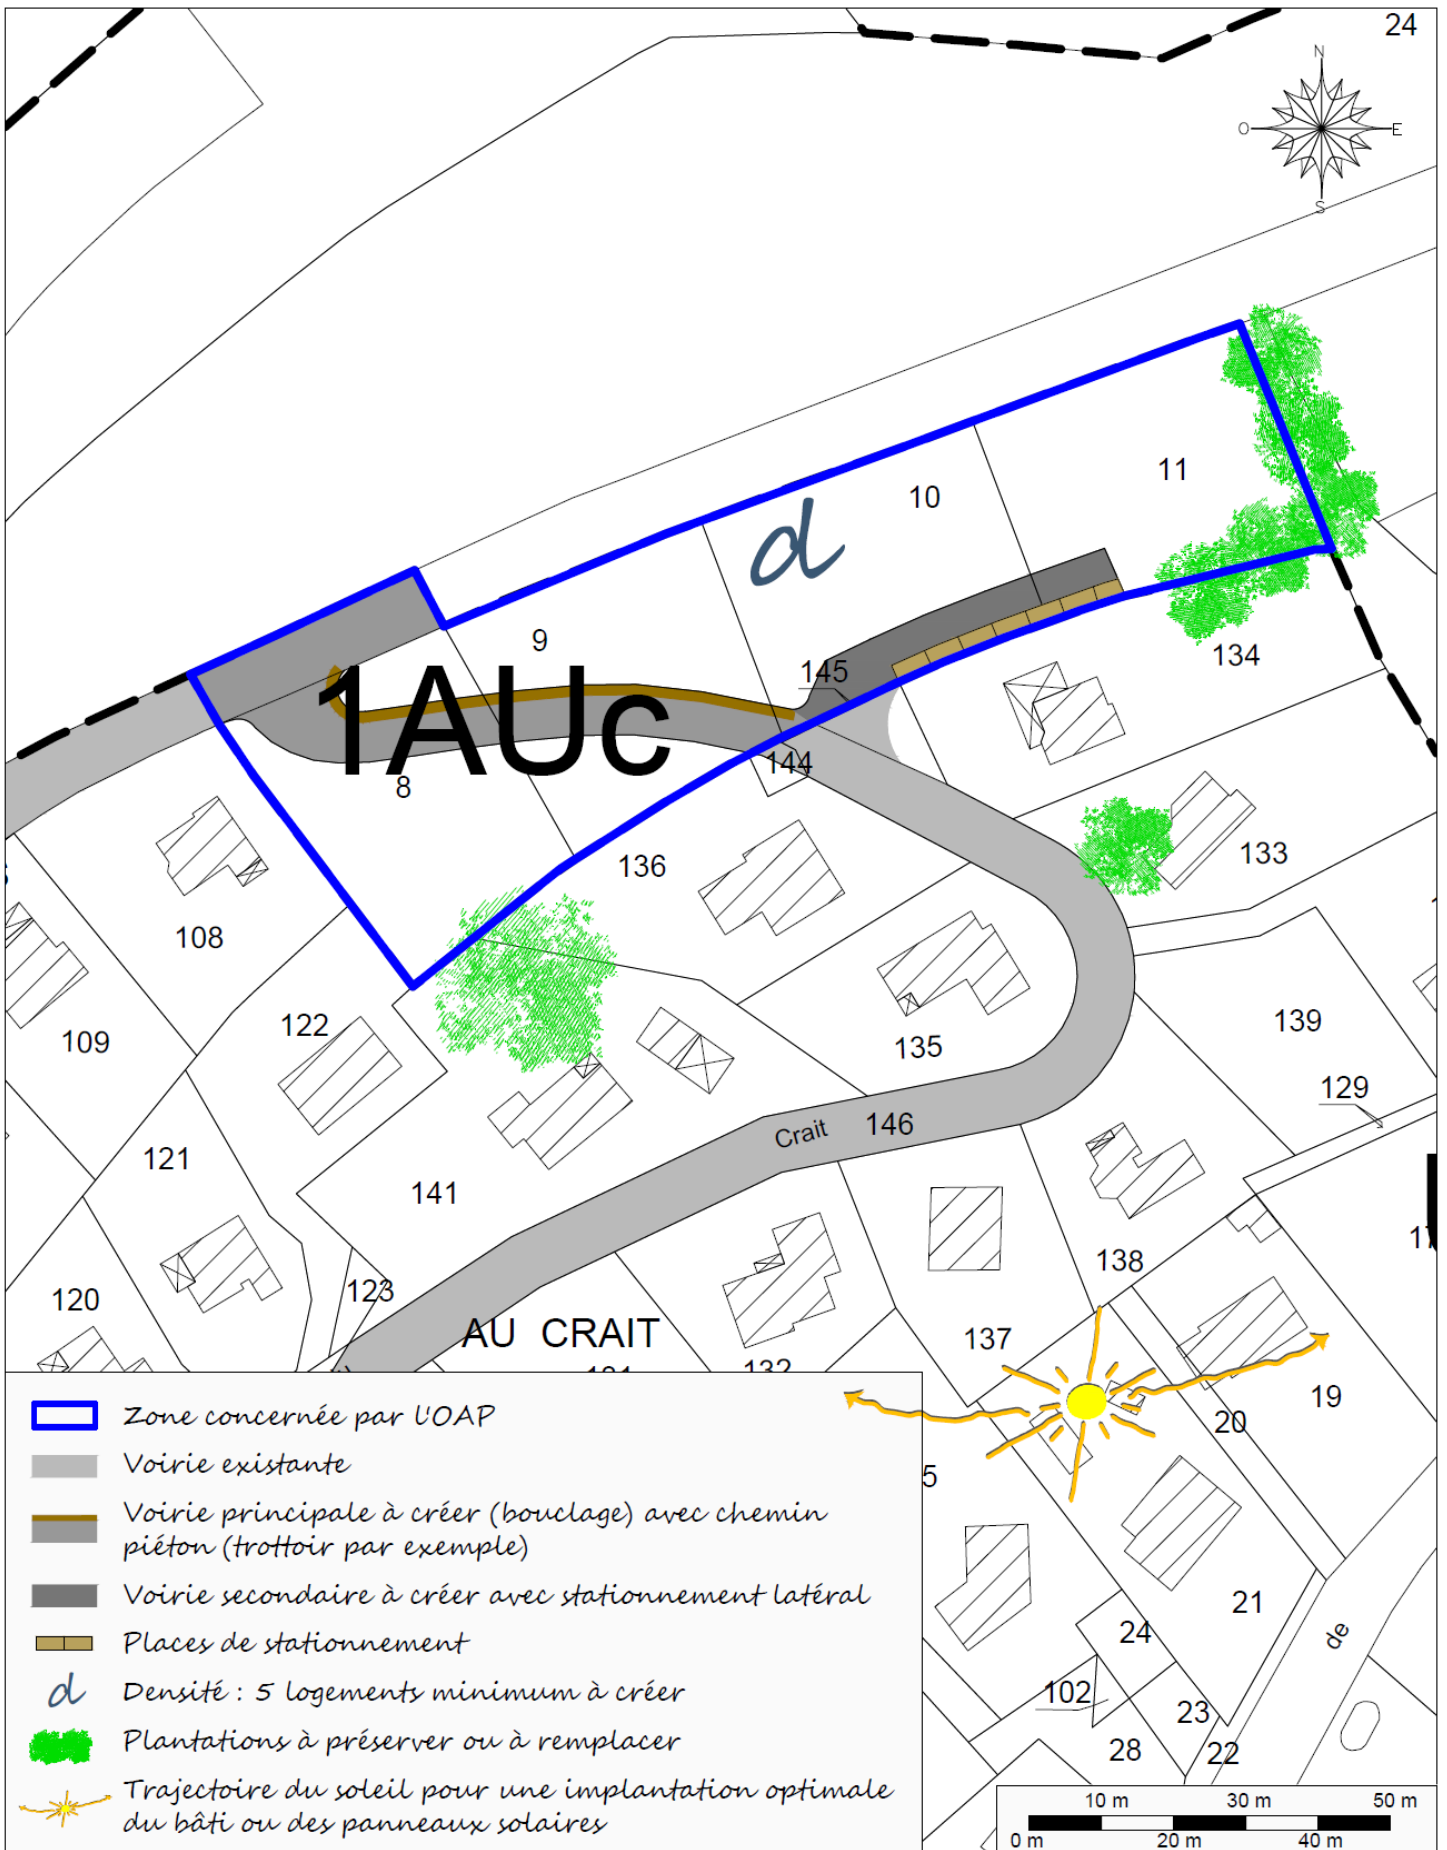 24
N
O
E
S
11
10
9
d
145
134
1AUc
144
8
136
133
108
122
109
135
139
129
146
Crait
121
141
138
120
123
AU CRAIT
137
132
19
20
Zone concernée par l'OAP
Voirie existante
Voirie principale à créer (bouclage) avec chemin
piéton (trottoir par exemple)
Voirie secondaire à créer avec stationnement latéral
Places de stationnement
d Densité : 5 logements minimum à créer
Plantations à préserver ou à remplacer
Trajectoire du soleil pour une implantation optimale
du bâti ou des panneaux solaires
5
21
24
de
102
23
28
22
10 m 30 m 50 m
0 m 20 m 40 m